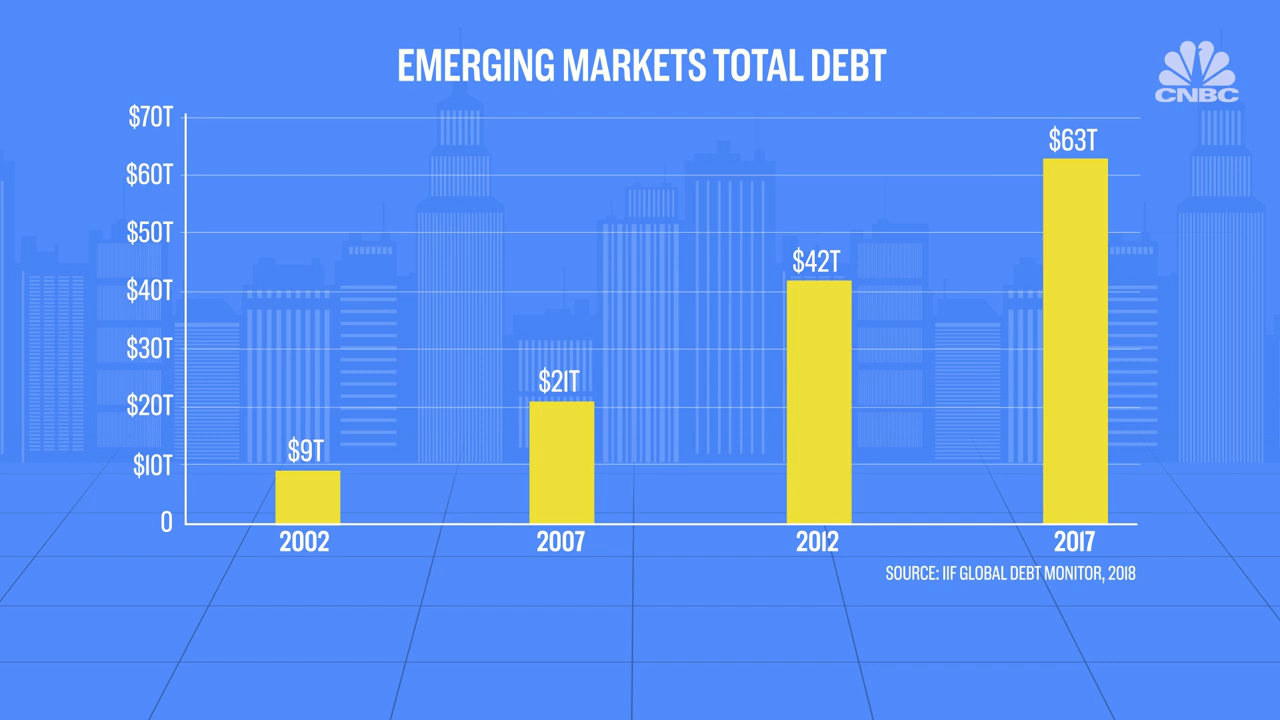 EMERGING MARKETS TOTAL DEBT
CNBC
$70T
$60T
$50T
$40T
$30T
$20T
$10T
0
$9T
$21T
$42T
$63T
2002
2007
2012
2017
SOURCE: IIF GLOBAL DEBT MONITOR, 2018